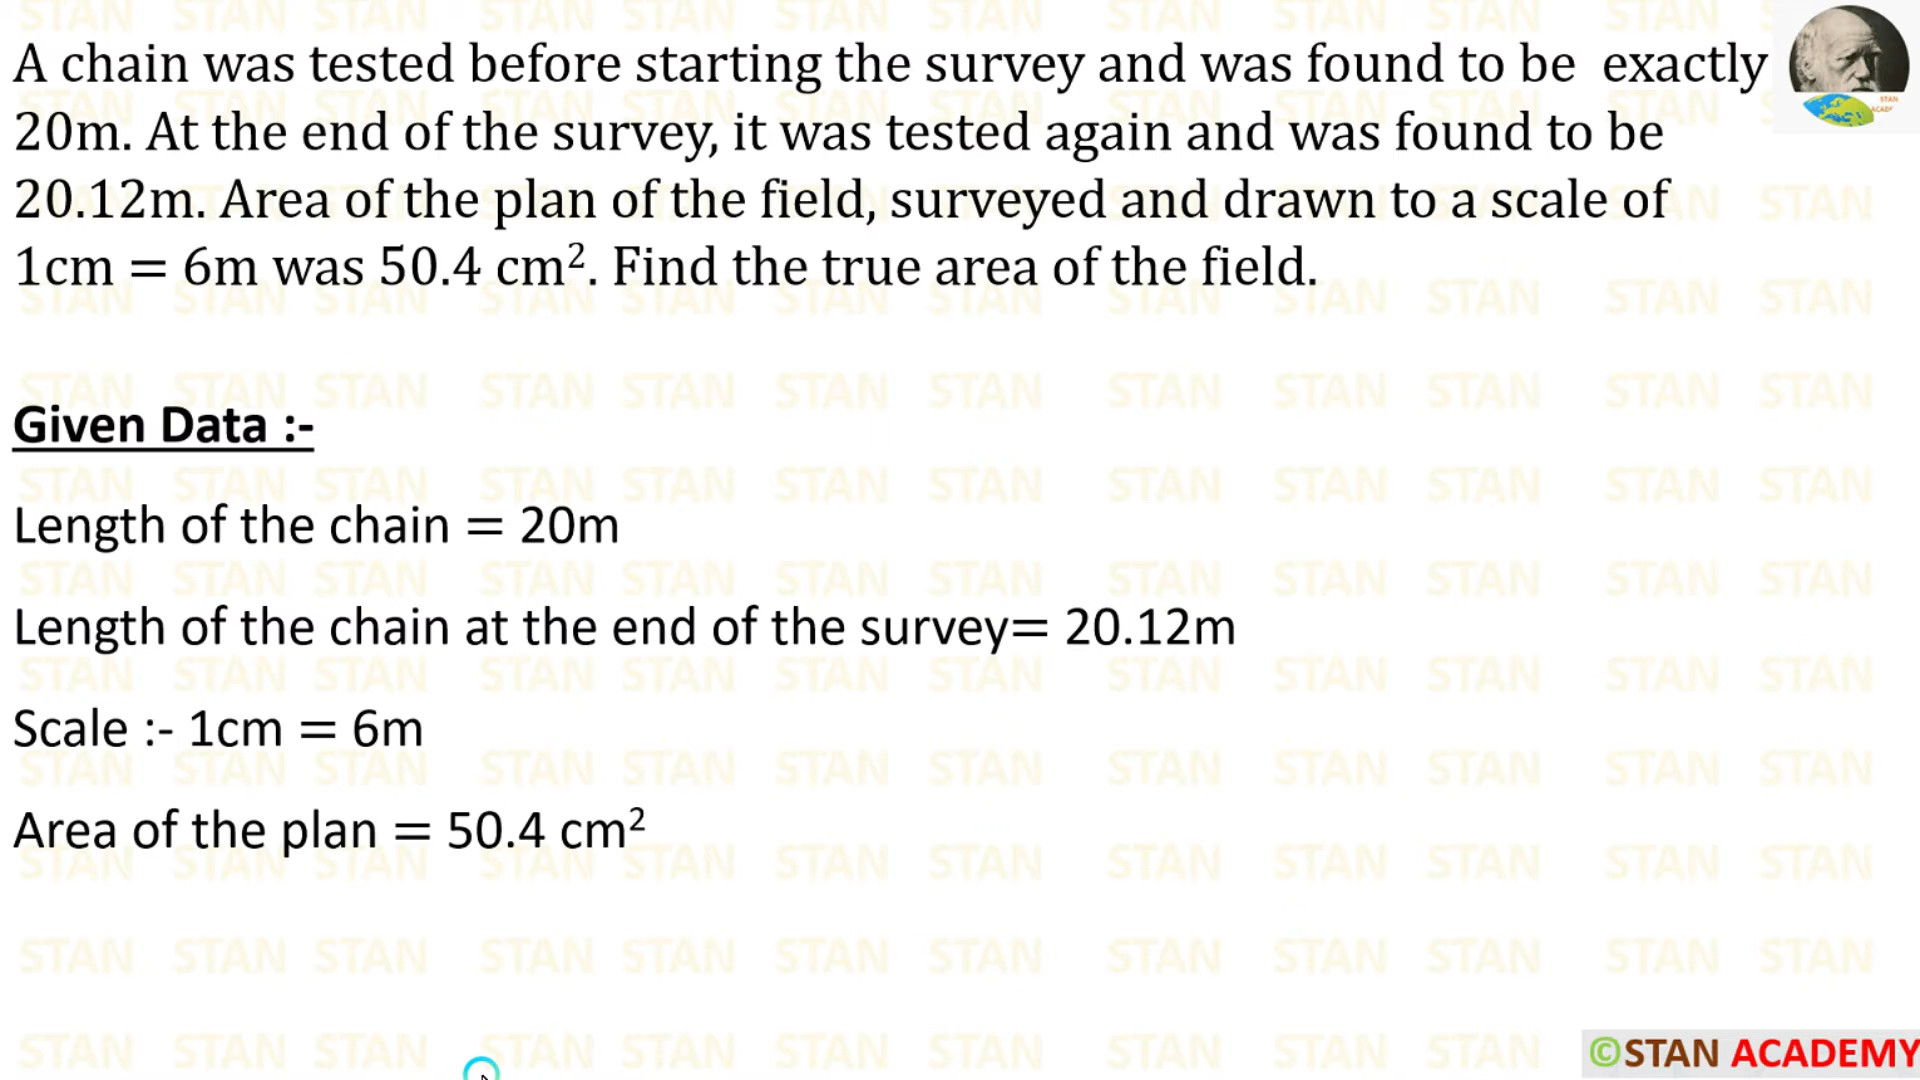 A chain was tested before starting the survey and was found to be exactly
20m. At the end of the survey, it was tested again and was found to be
20.12m. Area of the plan of the field, surveyed and drawn to a scale of
1cm = 6m was 50.4 cm². Find the true area of the field.
Given Data :-
Length of the chain = 20m
Length of the chain at the end of the survey= 20.12m
Scale :- 1cm = 6m
Area of the plan = 50.4 cm²
©STAN ACADEMY